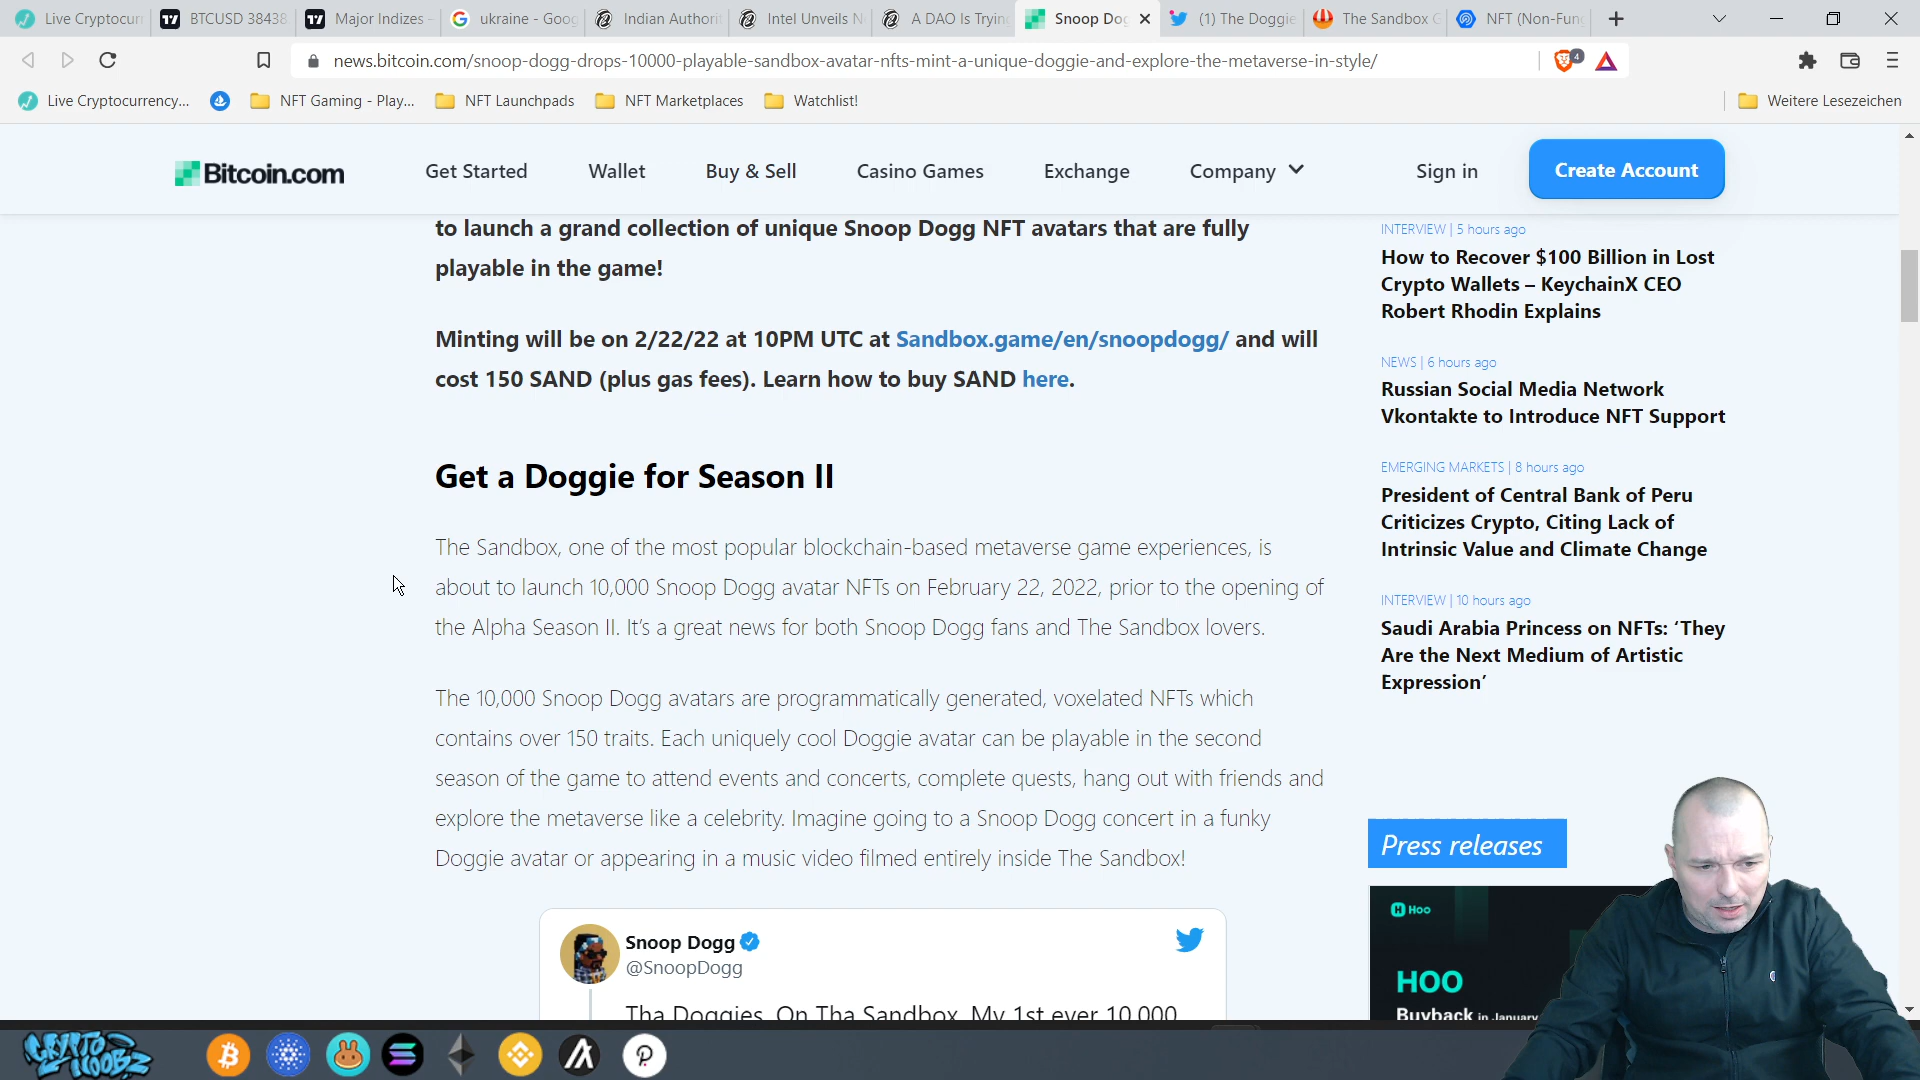 Live Cryptocur
BTCUSD 38438
Major Indizes -
ukraine - Goog
Indian Authori
Intel Unveils N
A DAO Is Tryin
Snoop Dog
(1) The Doggie
The Sandbox
NFT (Non-Fun
news.bitcoin.com/snoop-dogg-drops-10000-playable-sandbox-avatar-nfts-mint-a-unique-doggie-and-explore-the-metaverse-in-style/
4
Live Cryptocurrency...
NFT Gaming - Play...
NFT Launchpads
NFT Marketplaces
Watchlist!
Weitere Lesezeichen
Bitcoin.com
Get Started
Wallet
Buy & Sell
Casino Games
Exchange
Company
Sign in
Create Account
to launch a grand collection of unique Snoop Dogg NFT avatars that are fully
playable in the game!
Minting will be on 2/22/22 at 10PM UTC at Sandbox.game/en/snoopdogg/ and will
cost 150 SAND (plus gas fees). Learn how to buy SAND here.
Get a Doggie for Season II
The Sandbox, one of the most popular blockchain-based metaverse game experiences, is
about to launch 10,000 Snoop Dogg avatar NFTs on February 22, 2022, prior to the opening of
the Alpha Season II. It's a great news for both Snoop Dogg fans and The Sandbox lovers.
The 10,000 Snoop Dogg avatars are programmatically generated, voxelated NFTs which
contains over 150 traits. Each uniquely cool Doggie avatar can be playable in the second
season of the game to attend events and concerts, complete quests, hang out with friends and
explore the metaverse like a celebrity. Imagine going to a Snoop Dogg concert in a funky
Doggie avatar or appearing in a music video filmed entirely inside The Sandbox!
Snoop Dogg
@SnoopDogg
Tha Doggies On Tha Sandbox My 1st ever 10,000
INTERVIEW | 5 hours ago
How to Recover $100 Billion in Lost
Crypto Wallets – KeychainX CEO
Robert Rhodin Explains
NEWS | 6 hours ago
Russian Social Media Network
Vkontakte to Introduce NFT Support
EMERGING MARKETS | 8 hours ago
President of Central Bank of Peru
Criticizes Crypto, Citing Lack of
Intrinsic Value and Climate Change
INTERVIEW | 10 hours ago
Saudi Arabia Princess on NFTs: ‘They
Are the Next Medium of Artistic
Expression’
Press releases
Hoo
HOO
Buyback in January
CRYPTO
NOOBZ